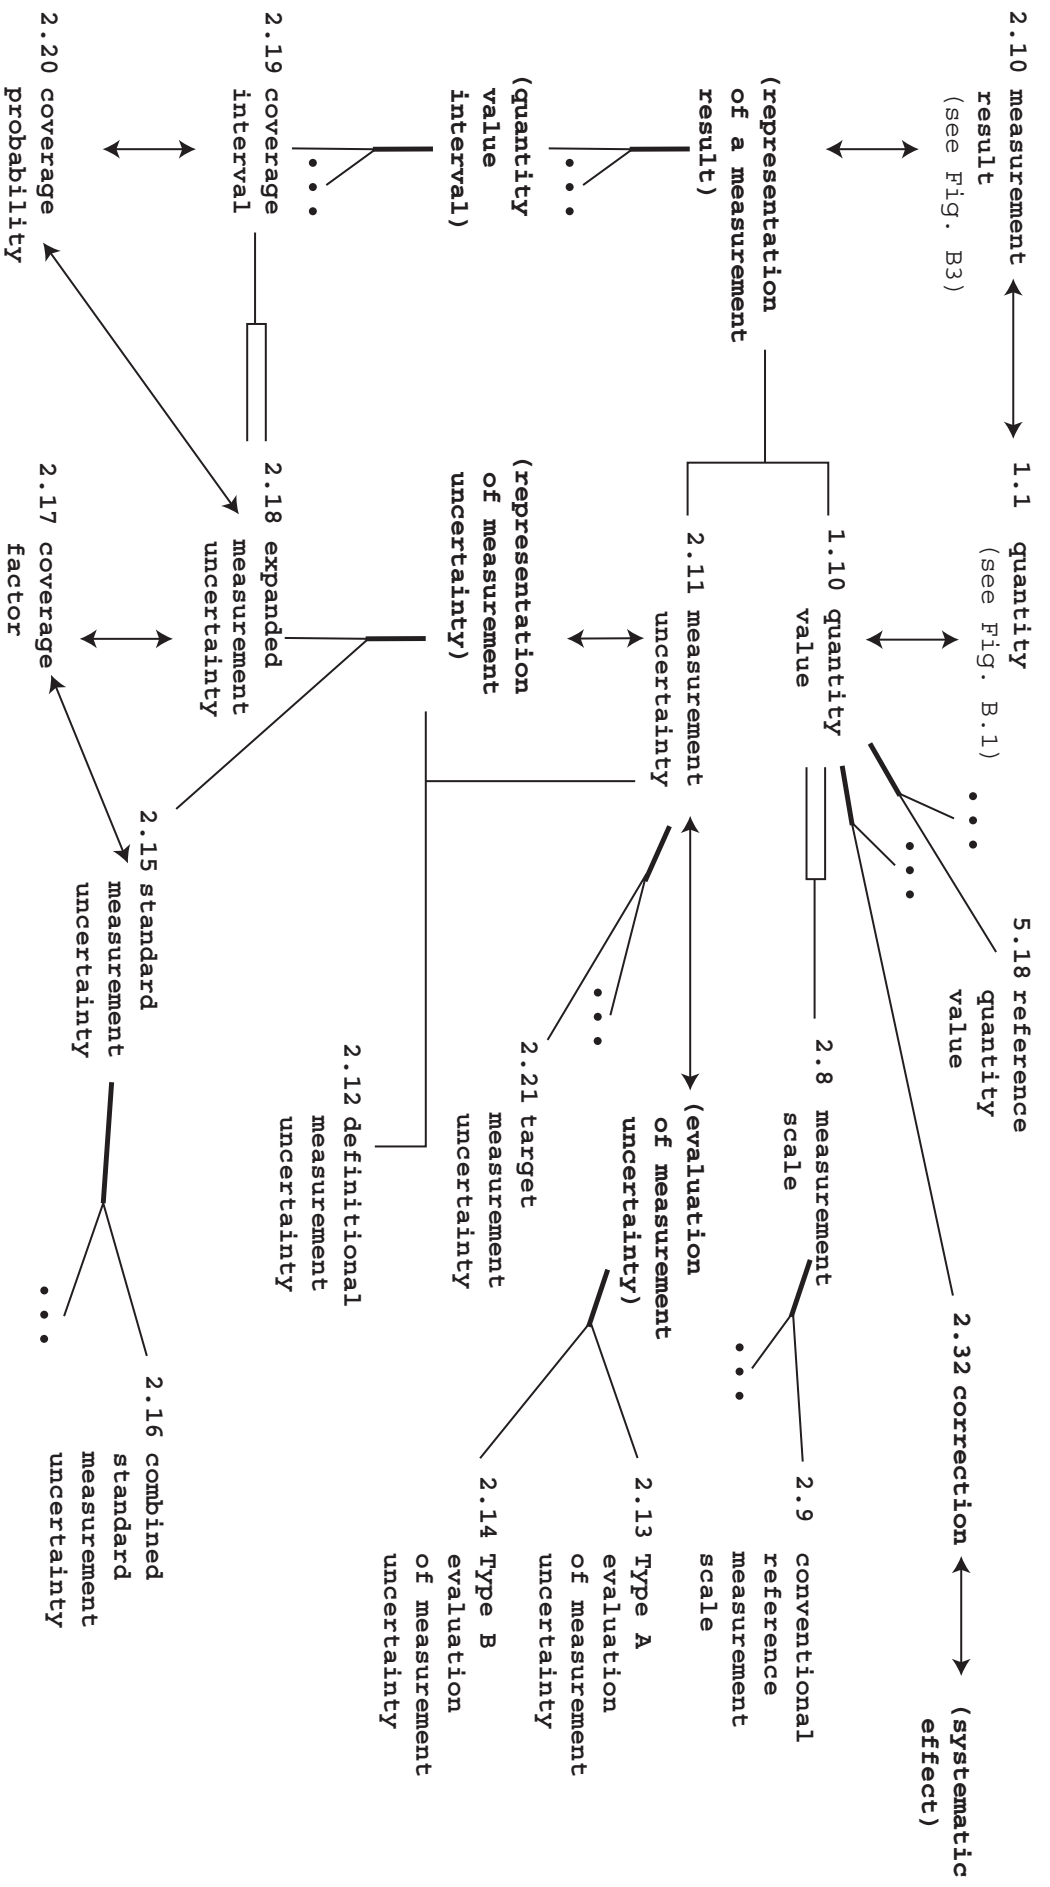 2.10 measurement
result
(see Fig. B3)
1.1 quantity
(see Fig. B.1)
5.18 reference
quantity
value
2.32 correction
(systematic
effect)
(representation
of a measurement
result)
1.10 quantity
value
2.8 measurement
scale
2.9 conventional
reference
measurement
scale
2.11 measurement
uncertainty
(evaluation
of measurement
uncertainty)
2.13 Type A
evaluation
of measurement
uncertainty
(quantity
value
interval)
(representation
of measurement
uncertainty)
2.21 target
measurement
uncertainty
2.14 Type B
evaluation
of measurement
uncertainty
2.12 definitional
measurement
uncertainty
2.19 coverage
interval
2.18 expanded
measurement
uncertainty
2.15 standard
measurement
uncertainty
2.16 combined
standard
measurement
uncertainty
2.20 coverage
probability
2.17 coverage
factor